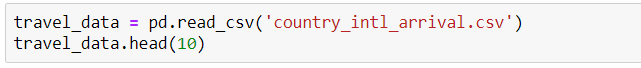 travel_data = pd.read_csv('country_intl_arrival.csv')
travel_data.head(10)